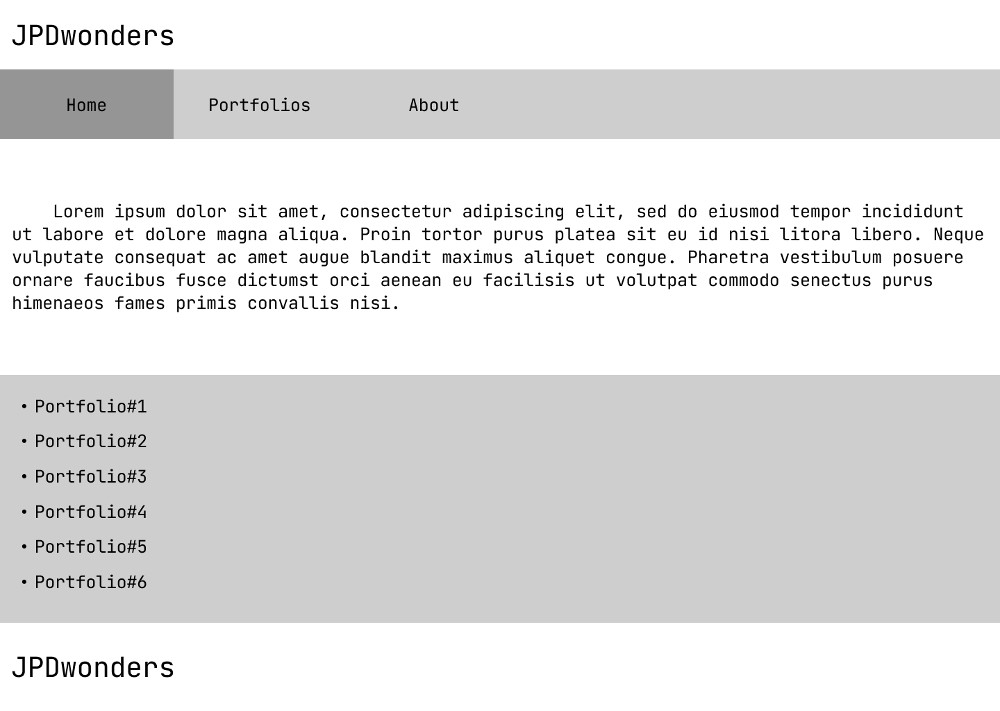 JPDwonders
Home Portfolios About
Lorem ipsum dolor sit amet, consectetur adipiscing elit, sed do eiusmod tempor incididunt
ut labore et dolore magna aliqua. Proin tortor purus platea sit eu id nisi litora libero. Neque
vulputate consequat ac amet augue blandit maximus aliquet congue. Pharetra vestibulum posuere
ornare faucibus fusce dictumst orci aenean eu facilisis ut volutpat commodo senectus purus
himenaeos fames primis convallis nisi.
• Portfolio#1
• Portfolio#2
• Portfolio#3
• Portfolio#4
• Portfolio#5
• Portfolio#6
JPDwonders